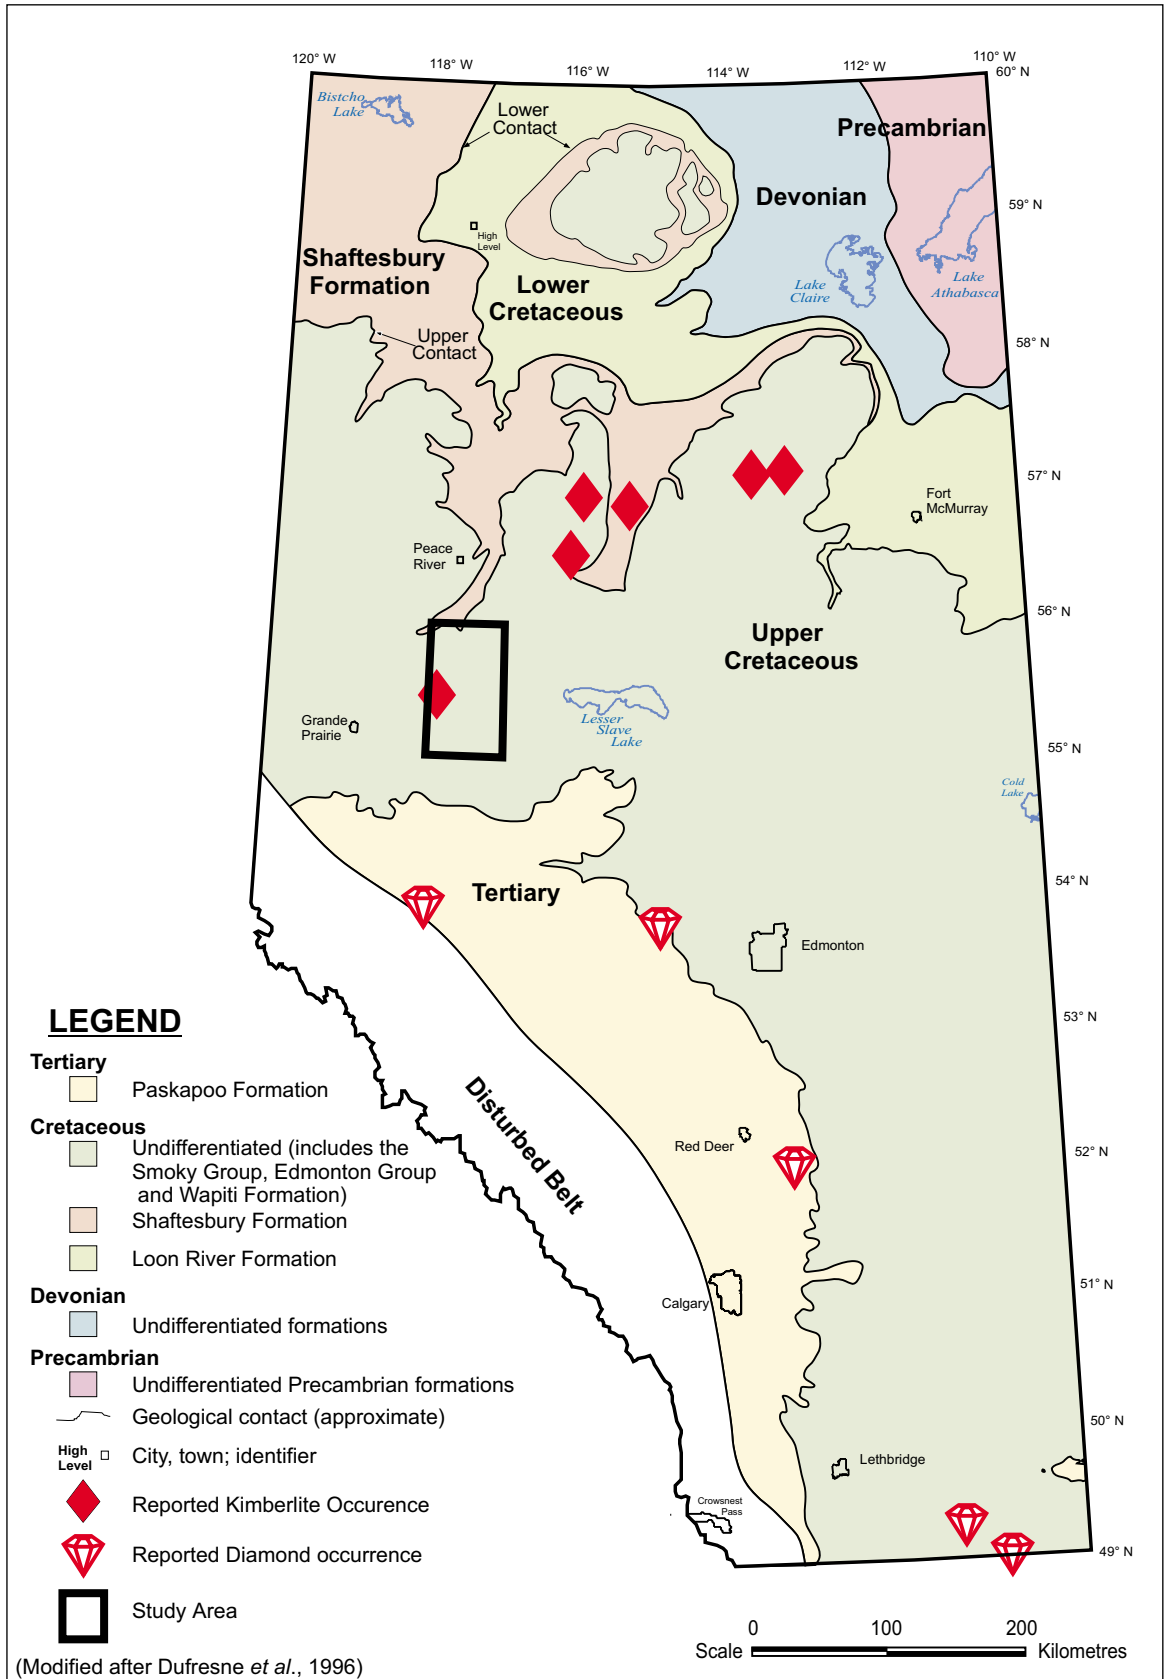 120° W
118° W
116° W
114° W
112° W
110° W
60° N
Bistcho
Lake
Lower
Contact
Precambrian
Devonian
59° N
High
Level
Shaftesbury
Formation
Lower
Cretaceous
Lake
Claire
Lake
Athabasca
Upper
Contact
58° N
57° N
Fort
McMurray
Peace
River
56° N
Upper
Cretaceous
Grande
Prairie
Lesser
Slave
Lake
55° N
Cold
Lake
54° N
Tertiary
Edmonton
53° N
Disturbed Belt
Red Deer
52° N
51° N
Calgary
50° N
Lethbridge
Crowsnest
Pass
49° N
LEGEND
Tertiary
Paskapoo Formation
Cretaceous
Undifferentiated (includes the
Smoky Group, Edmonton Group
and Wapiti Formation)
Shaftesbury Formation
Loon River Formation
Devonian
Undifferentiated formations
Precambrian
Undifferentiated Precambrian formations
Geological contact (approximate)
High
Level
City, town; identifier
Reported Kimberlite Occurence
Reported Diamond occurrence
Study Area
0 100 200
Scale Kilometres
(Modified after Dufresne et al., 1996)